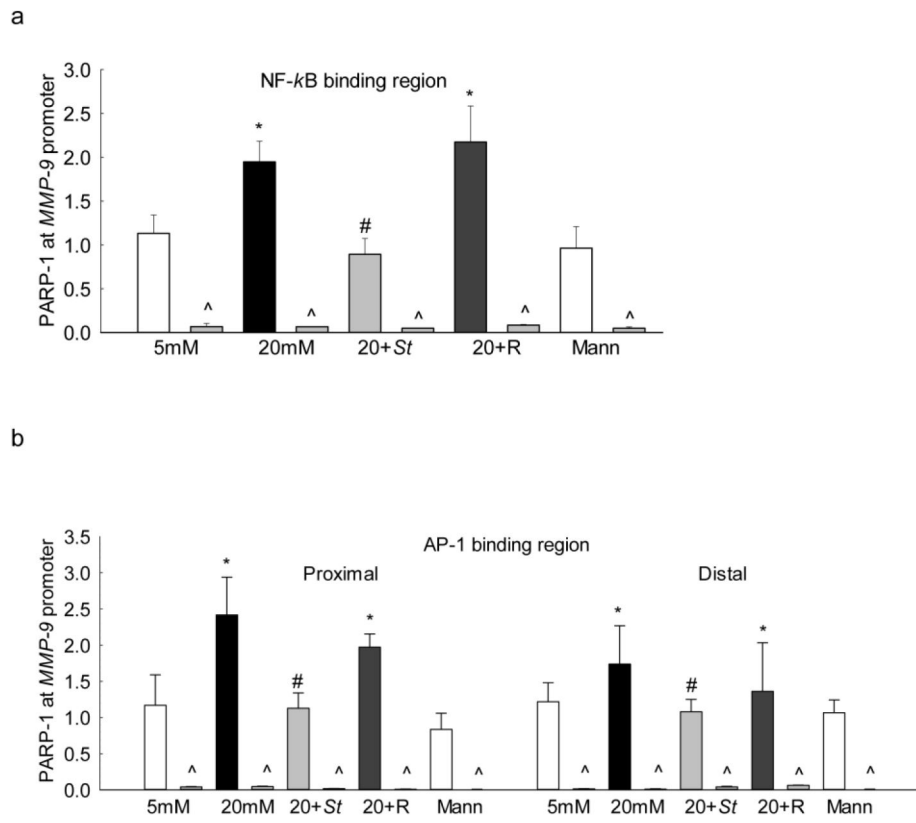 a
NF-kB binding region
PARP-1 at MMP-9 promoter
3.0
2.5
2.0
1.5
1.0
0.5
0.0
* # *
^ ^ ^ ^ ^
5mM 20mM 20+St 20+R Mann
b
AP-1 binding region
Proximal Distal
PARP-1 at MMP-9 promoter
3.5
3.0
2.5
2.0
1.5
1.0
0.5
0.0
* # * * # *
^ ^ ^ ^ ^ ^ ^ ^ ^ ^
5mM 20mM 20+St 20+R Mann 5mM 20mM 20+St 20+R Mann